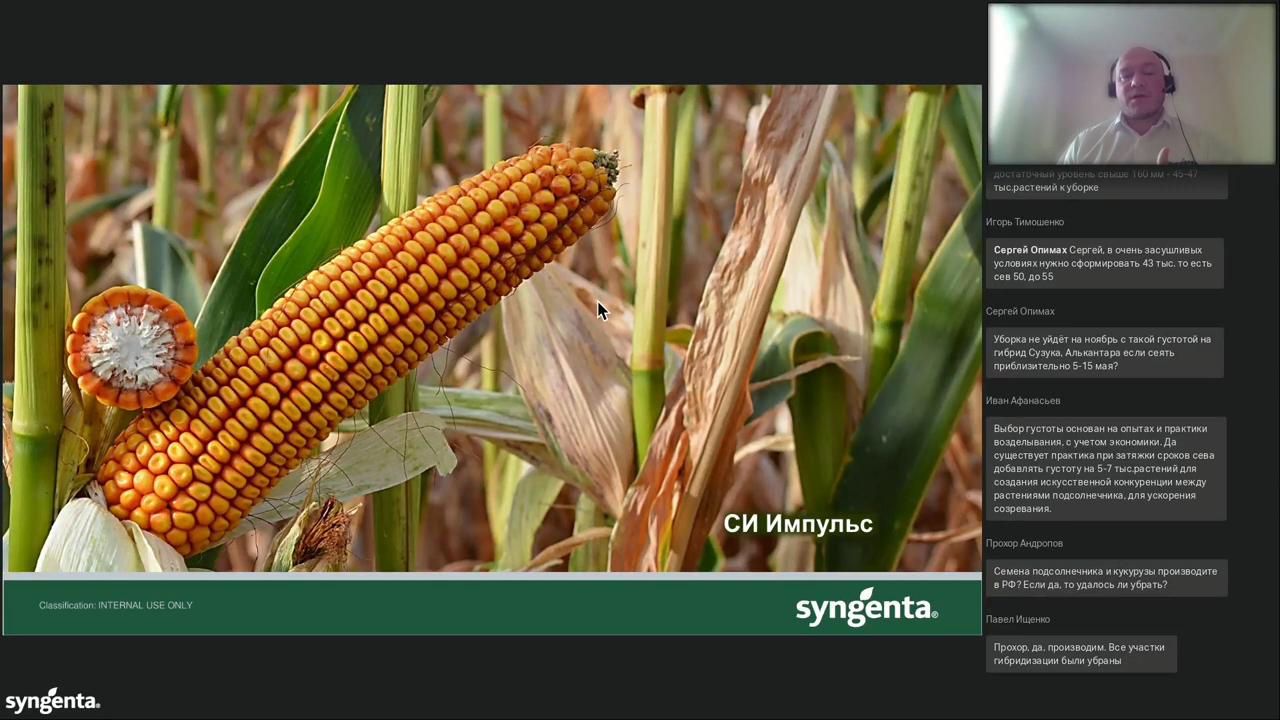 СИ Импульс
Classification: INTERNAL USE ONLY
syngenta®
syngenta®
достаточный уровень свыше 160 мм - 45-47
тыс.растений к уборке
Игорь Тимошенко
Сергей Опимах Сергей, в очень засушливых
условиях нужно сформировать 43 тыс. то есть
сев 50, до 55
Сергей Опимах
Уборка не уйдёт на ноябрь с такой густотой на
гибрид Сузука, Алькантара если сеять
приблизительно 5-15 мая?
Иван Афанасьев
Выбор густоты основан на опытах и практики
возделывания, с учетом экономики. Да
существует практика при затяжки сроков сева
добавлять густоту на 5-7 тыс.растений для
создания искусственной конкуренции между
растениями подсолнечника, для ускорения
созревания.
Прохор Андропов
Семена подсолнечника и кукурузы производите
в РФ? Если да, то удалось ли убрать?
Павел Ищенко
Прохор, да, производим. Все участки
гибридизации были убраны